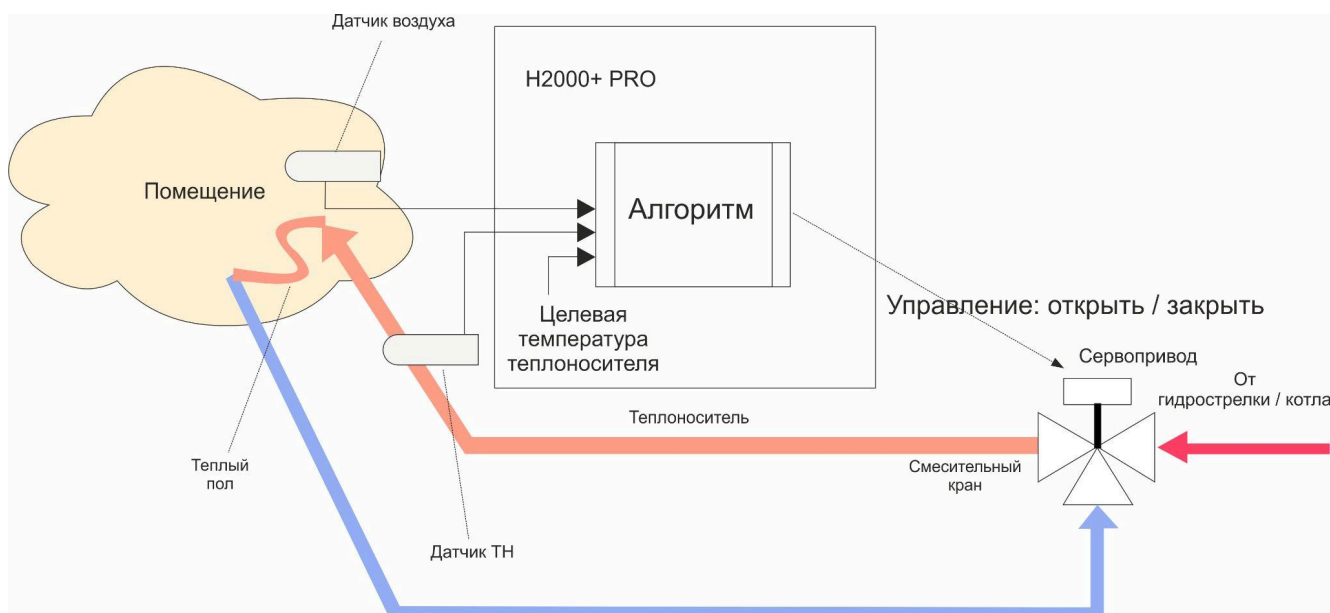 Датчик воздуха
H2000+ PRO
Помещение
Алгоритм
Целевая
температура
теплоносителя
Управление: открыть / закрыть
Сервопривод
От
гидрострелки / котла
Теплоноситель
Теплый
пол
Смесительный
кран
Датчик ТН